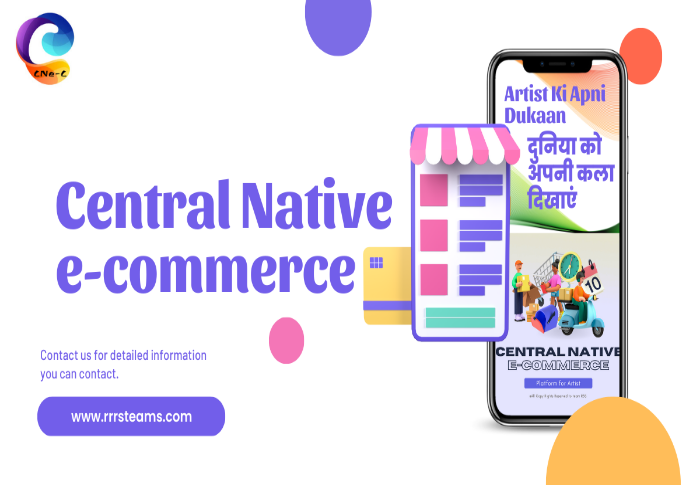 CNe-C
Artist Ki Apni
Dukaan
दुनिया को
अपनी कला
दिखाएं
Central Native
e-commerce
10
CENTRAL NATIVE
E-COMMERCE
Platform for Artist
Contact us for detailed information
you can contact.
www.rrrsteams.com